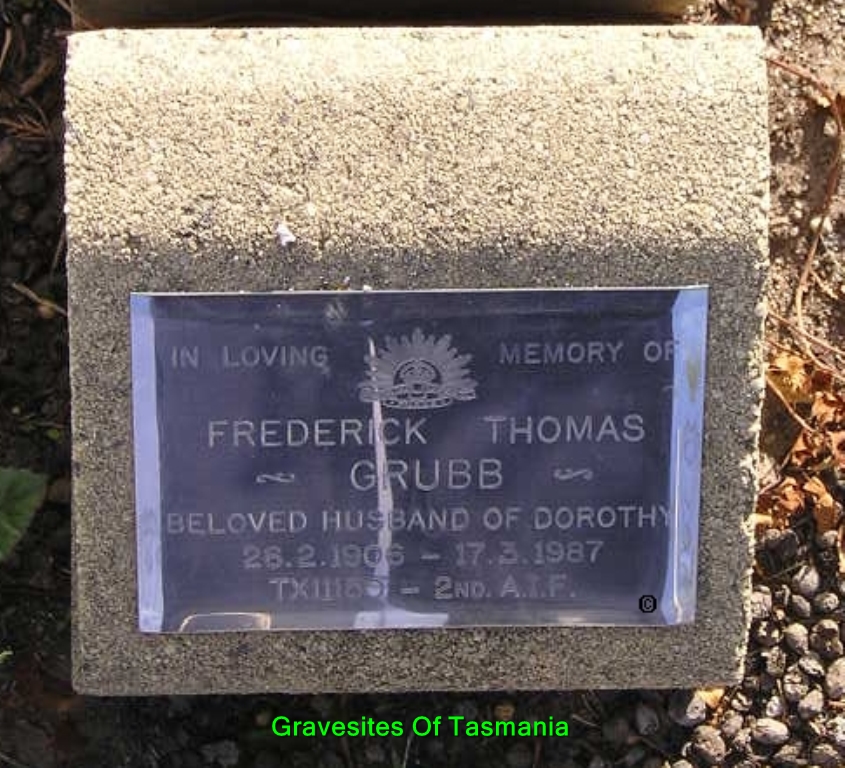 IN LOVING MEMORY OF
FREDERICK THOMAS
GRUBB
BELOVED HUSBAND OF DOROTHY
26.2.1906 – 17.3.1987
– 2ND. A.I.F.
©
Gravesites Of Tasmania